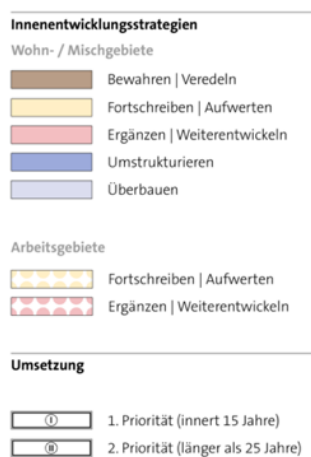 Innenentwicklungsstrategien
Wohn- / Mischgebiete
Bewahren | Veredeln
Fortschreiben | Aufwerten
Ergänzen | Weiterentwickeln
Umstrukturieren
Überbauen
Arbeitsgebiete
Fortschreiben | Aufwerten
Ergänzen | Weiterentwickeln
Umsetzung
I 1. Priorität (innert 15 Jahre)
II 2. Priorität (länger als 25 Jahre)